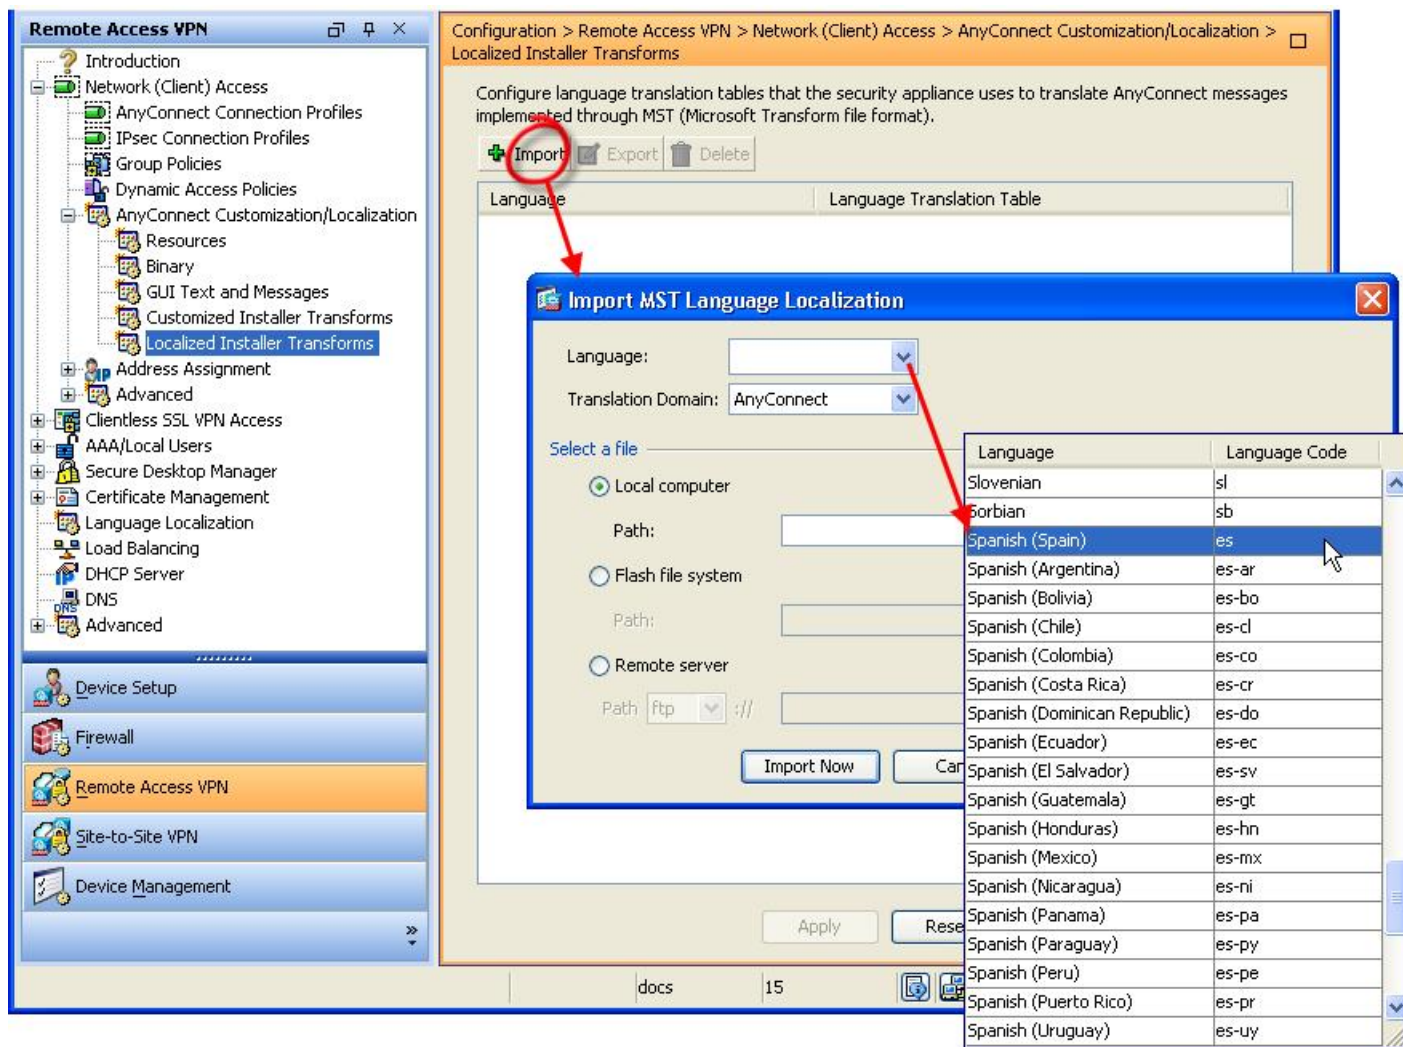 Remote Access VPN
Introduction
Network (Client) Access
AnyConnect Connection Profiles
IPsec Connection Profiles
Group Policies
Dynamic Access Policies
AnyConnect Customization/Localization
Resources
Binary
GUI Text and Messages
Customized Installer Transforms
Localized Installer Transforms
Address Assignment
Advanced
Clientless SSL VPN Access
AAA/Local Users
Secure Desktop Manager
Certificate Management
Language Localization
Load Balancing
DHCP Server
DNS
Advanced
Device Setup
Firewall
Remote Access VPN
Site-to-Site VPN
Device Management
Configuration > Remote Access VPN > Network (Client) Access > AnyConnect Customization/Localization >
Localized Installer Transforms
Configure language translation tables that the security appliance uses to translate AnyConnect messages
implemented through MST (Microsoft Transform file format).
Import Export Delete
Language Language Translation Table
Import MST Language Localization
Language:
Translation Domain: AnyConnect
Select a file
Local computer
Path:
Flash file system
Path:
Remote server
Path ftp ://
Import Now Can
Apply Rese
docs 15
Language Language Code
Slovenian sl
Sorbian sb
Spanish (Spain) es
Spanish (Argentina) es-ar
Spanish (Bolivia) es-bo
Spanish (Chile) es-cl
Spanish (Colombia) es-co
Spanish (Costa Rica) es-cr
Spanish (Dominican Republic) es-do
Spanish (Ecuador) es-ec
Spanish (El Salvador) es-sv
Spanish (Guatemala) es-gt
Spanish (Honduras) es-hn
Spanish (Mexico) es-mx
Spanish (Nicaragua) es-ni
Spanish (Panama) es-pa
Spanish (Paraguay) es-py
Spanish (Peru) es-pe
Spanish (Puerto Rico) es-pr
Spanish (Uruguay) es-uy